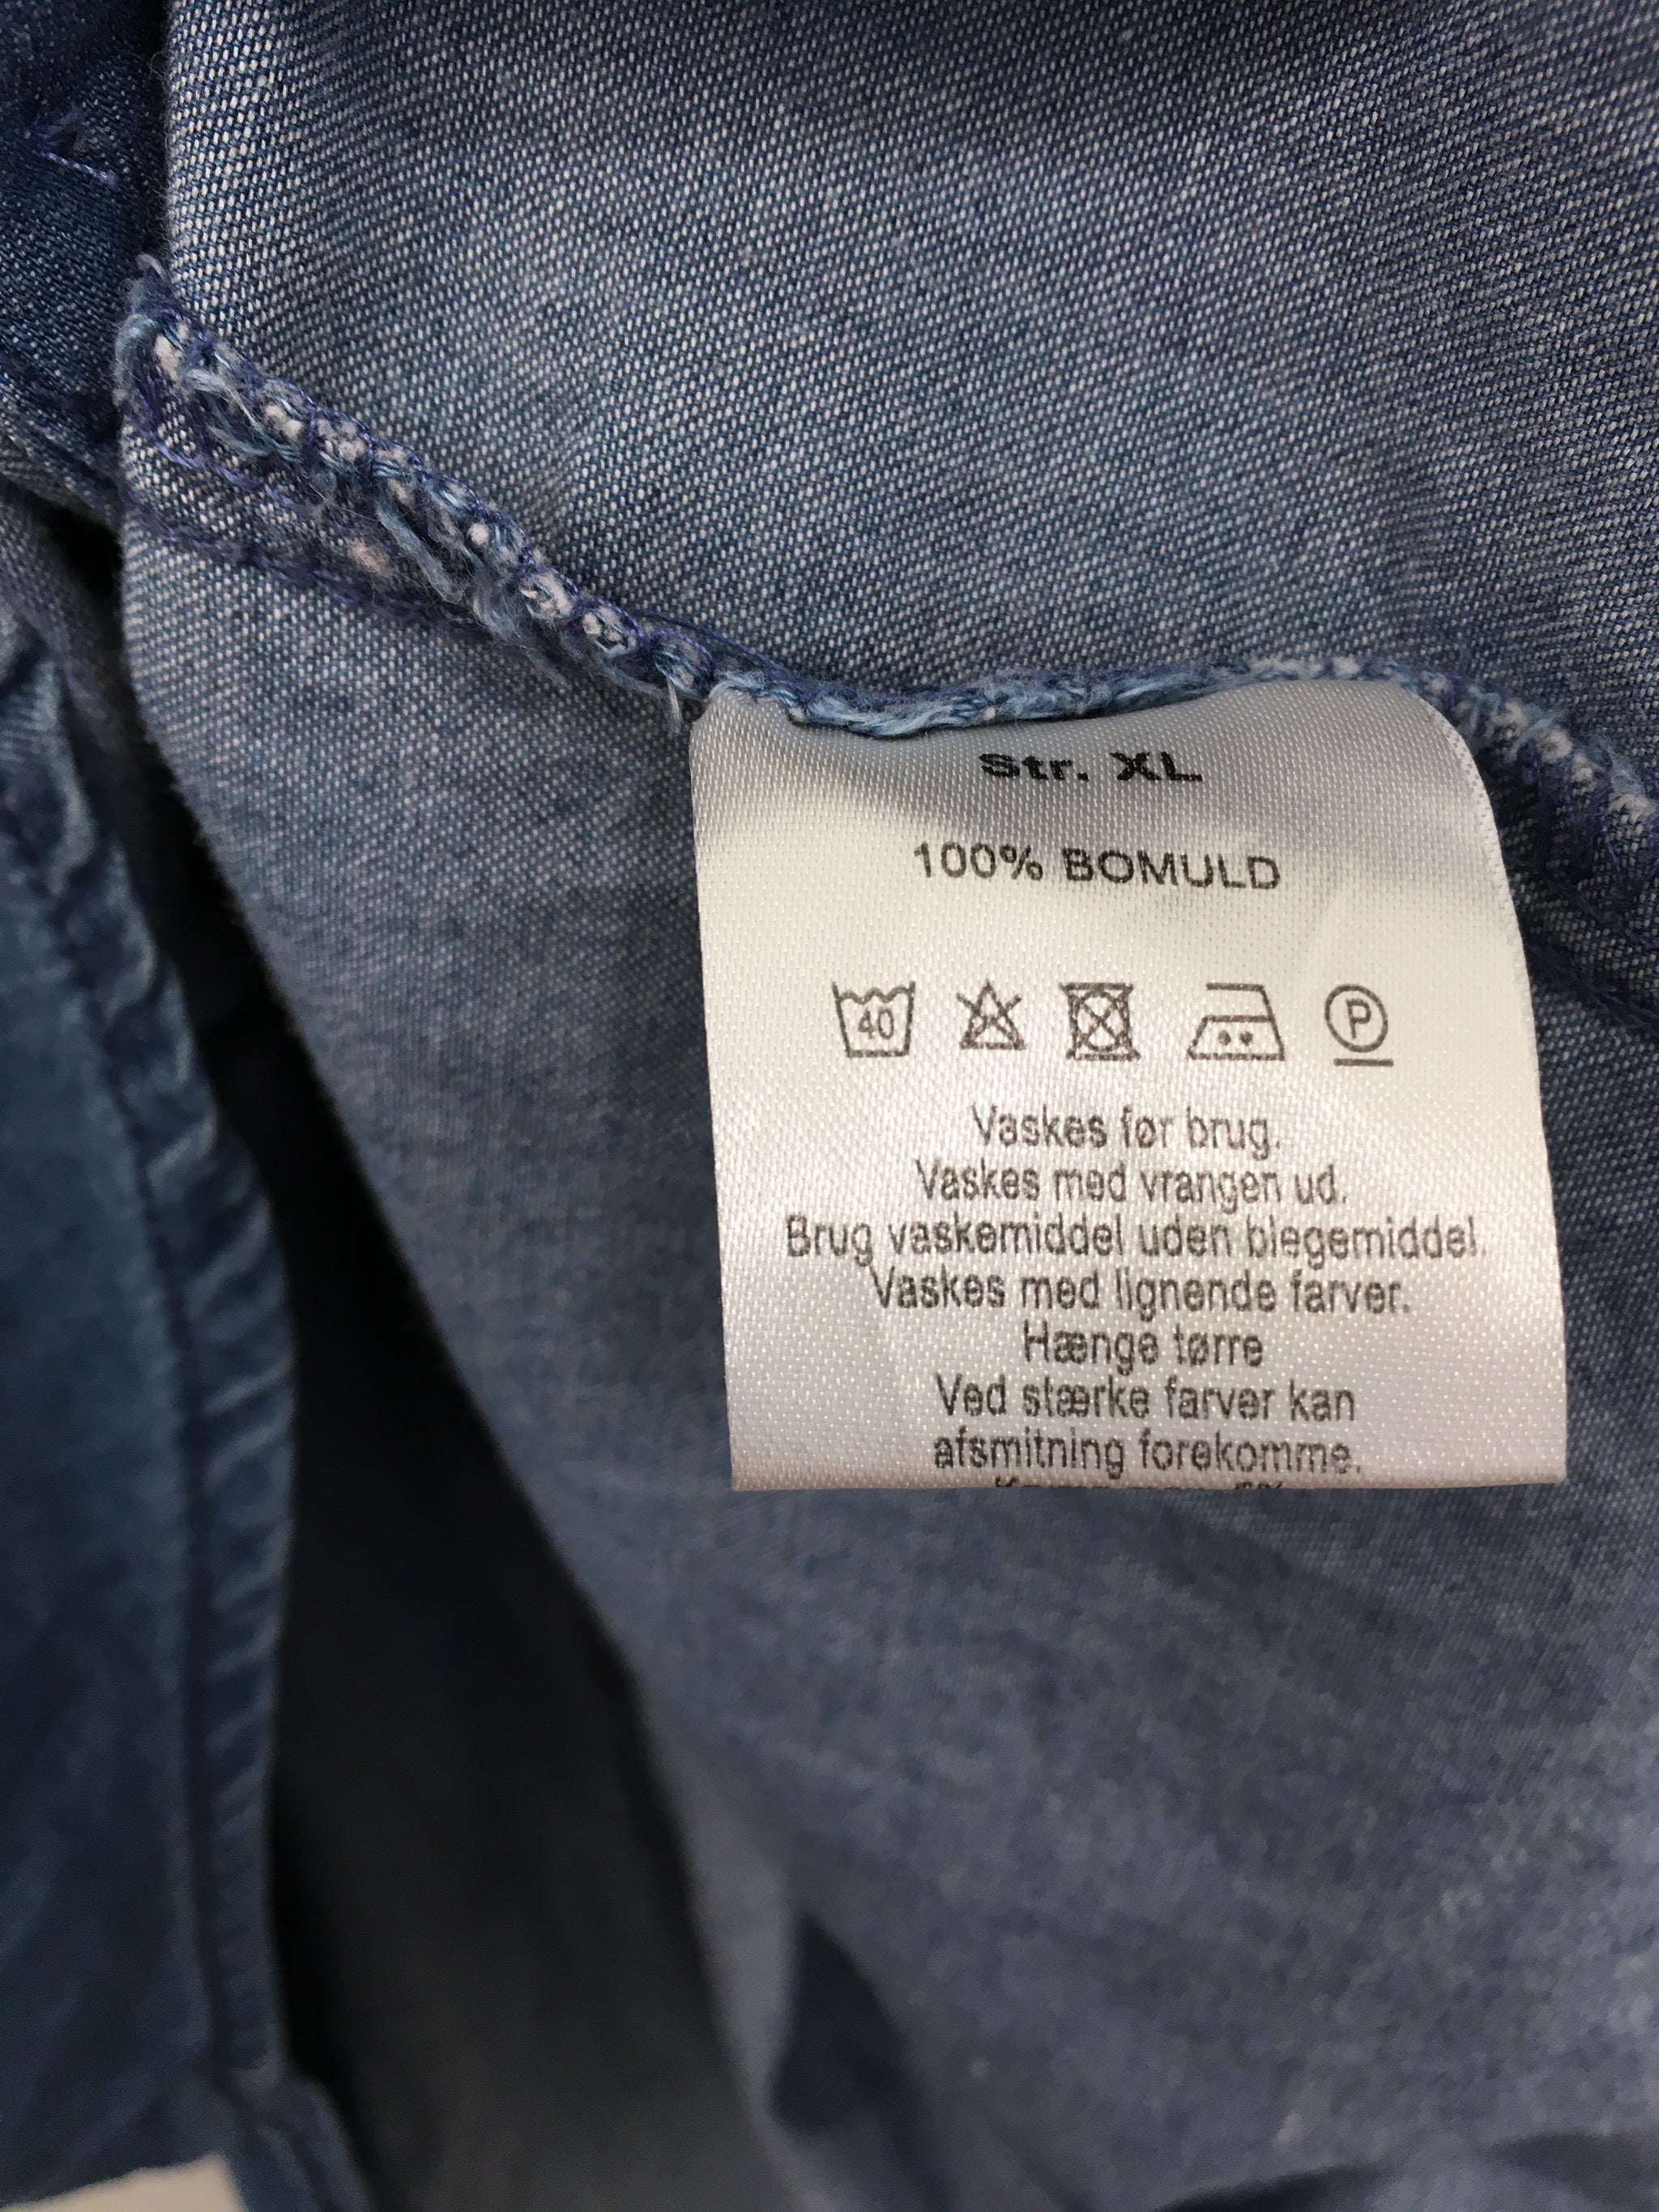 Str. XL
100% BOMULD
40
P
Vaskes før brug.
Vaskes med vrangen ud.
Brug vaskemiddel uden blegemiddel.
Vaskes med lignende farver.
Hænge tørre
Ved stærke farver kan
afsmitning forekomme.